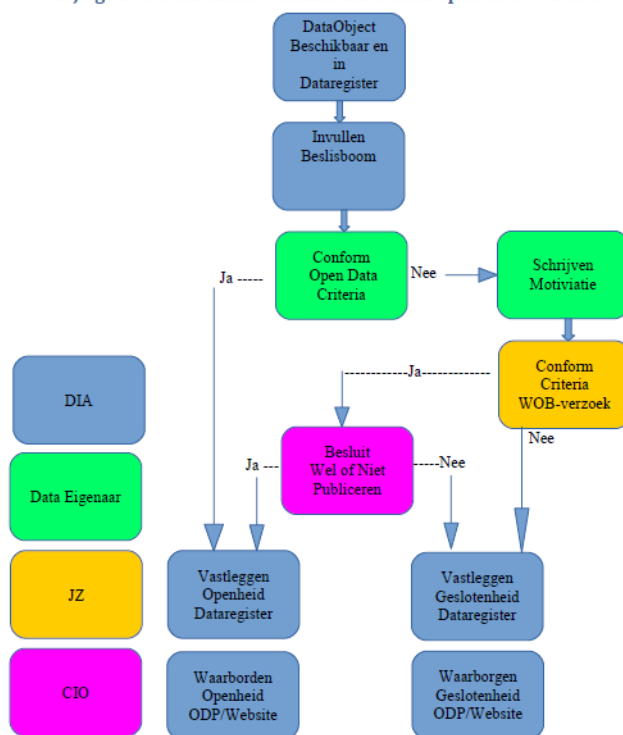 DataObject
Beschikbaar en
in
Dataregister
Invullen
Beslisboom
Conform
Open Data
Criteria
Ja -----
Nee
Schrijven
Motiviatie
Conform
Criteria
WOB-verzoek
------------Ja-------------
Nee
Besluit
Wel of Niet
Publiceren
Ja ---
-----Nee
DIA
Data Eigenaar
JZ
CIO
Vastleggen
Openheid
Dataregister
Vastleggen
Geslotenheid
Dataregister
Waarborden
Openheid
ODP/Website
Waarborgen
Geslotenheid
ODP/Website